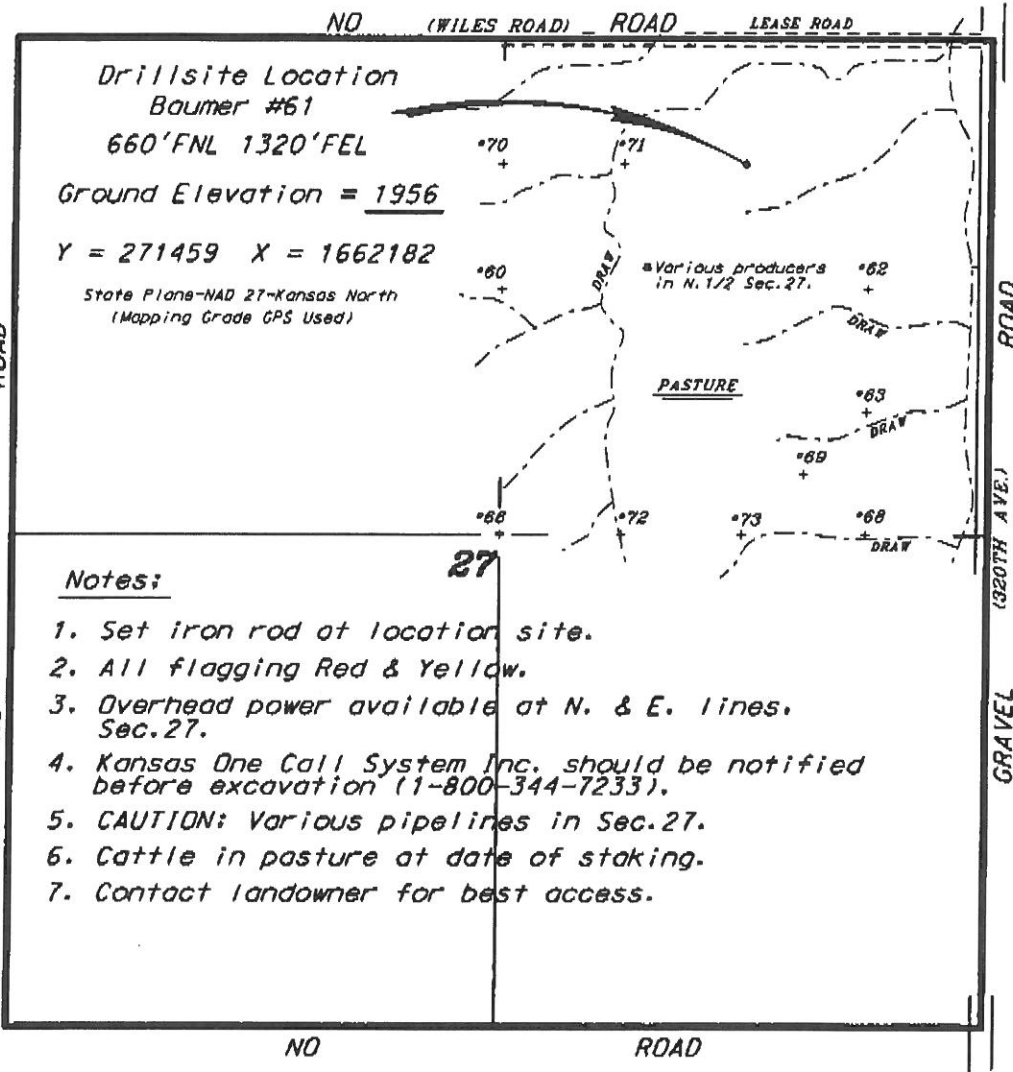 NO (WILES ROAD) ROAD LEASE ROAD
Drillsite Location
Baumer #61
660'FNL 1320'FEL
Ground Elevation = 1956
Y = 271459 X = 1662182
State Plane-NAD 27-Kansas North
(Mapping Grade GPS Used)
*70
*71
*60
DRAW
*Various producers
in N.1/2 Sec.27.
*62
DRAW
ROAD
ROAD
PASTURE
*63
DRAW
*69
*66
*72
*73
*68
DRAW
(320TH AVE.)
GRAVEL
27
Notes:
1. Set iron rod at location site.
2. All flagging Red & Yellow.
3. Overhead power available at N. & E. lines.
Sec.27.
4. Kansas One Call System Inc. should be notified
before excavation (1-800-344-7233).
5. CAUTION: Various pipelines in Sec.27.
6. Cattle in pasture at date of staking.
7. Contact landowner for best access.
NO ROAD